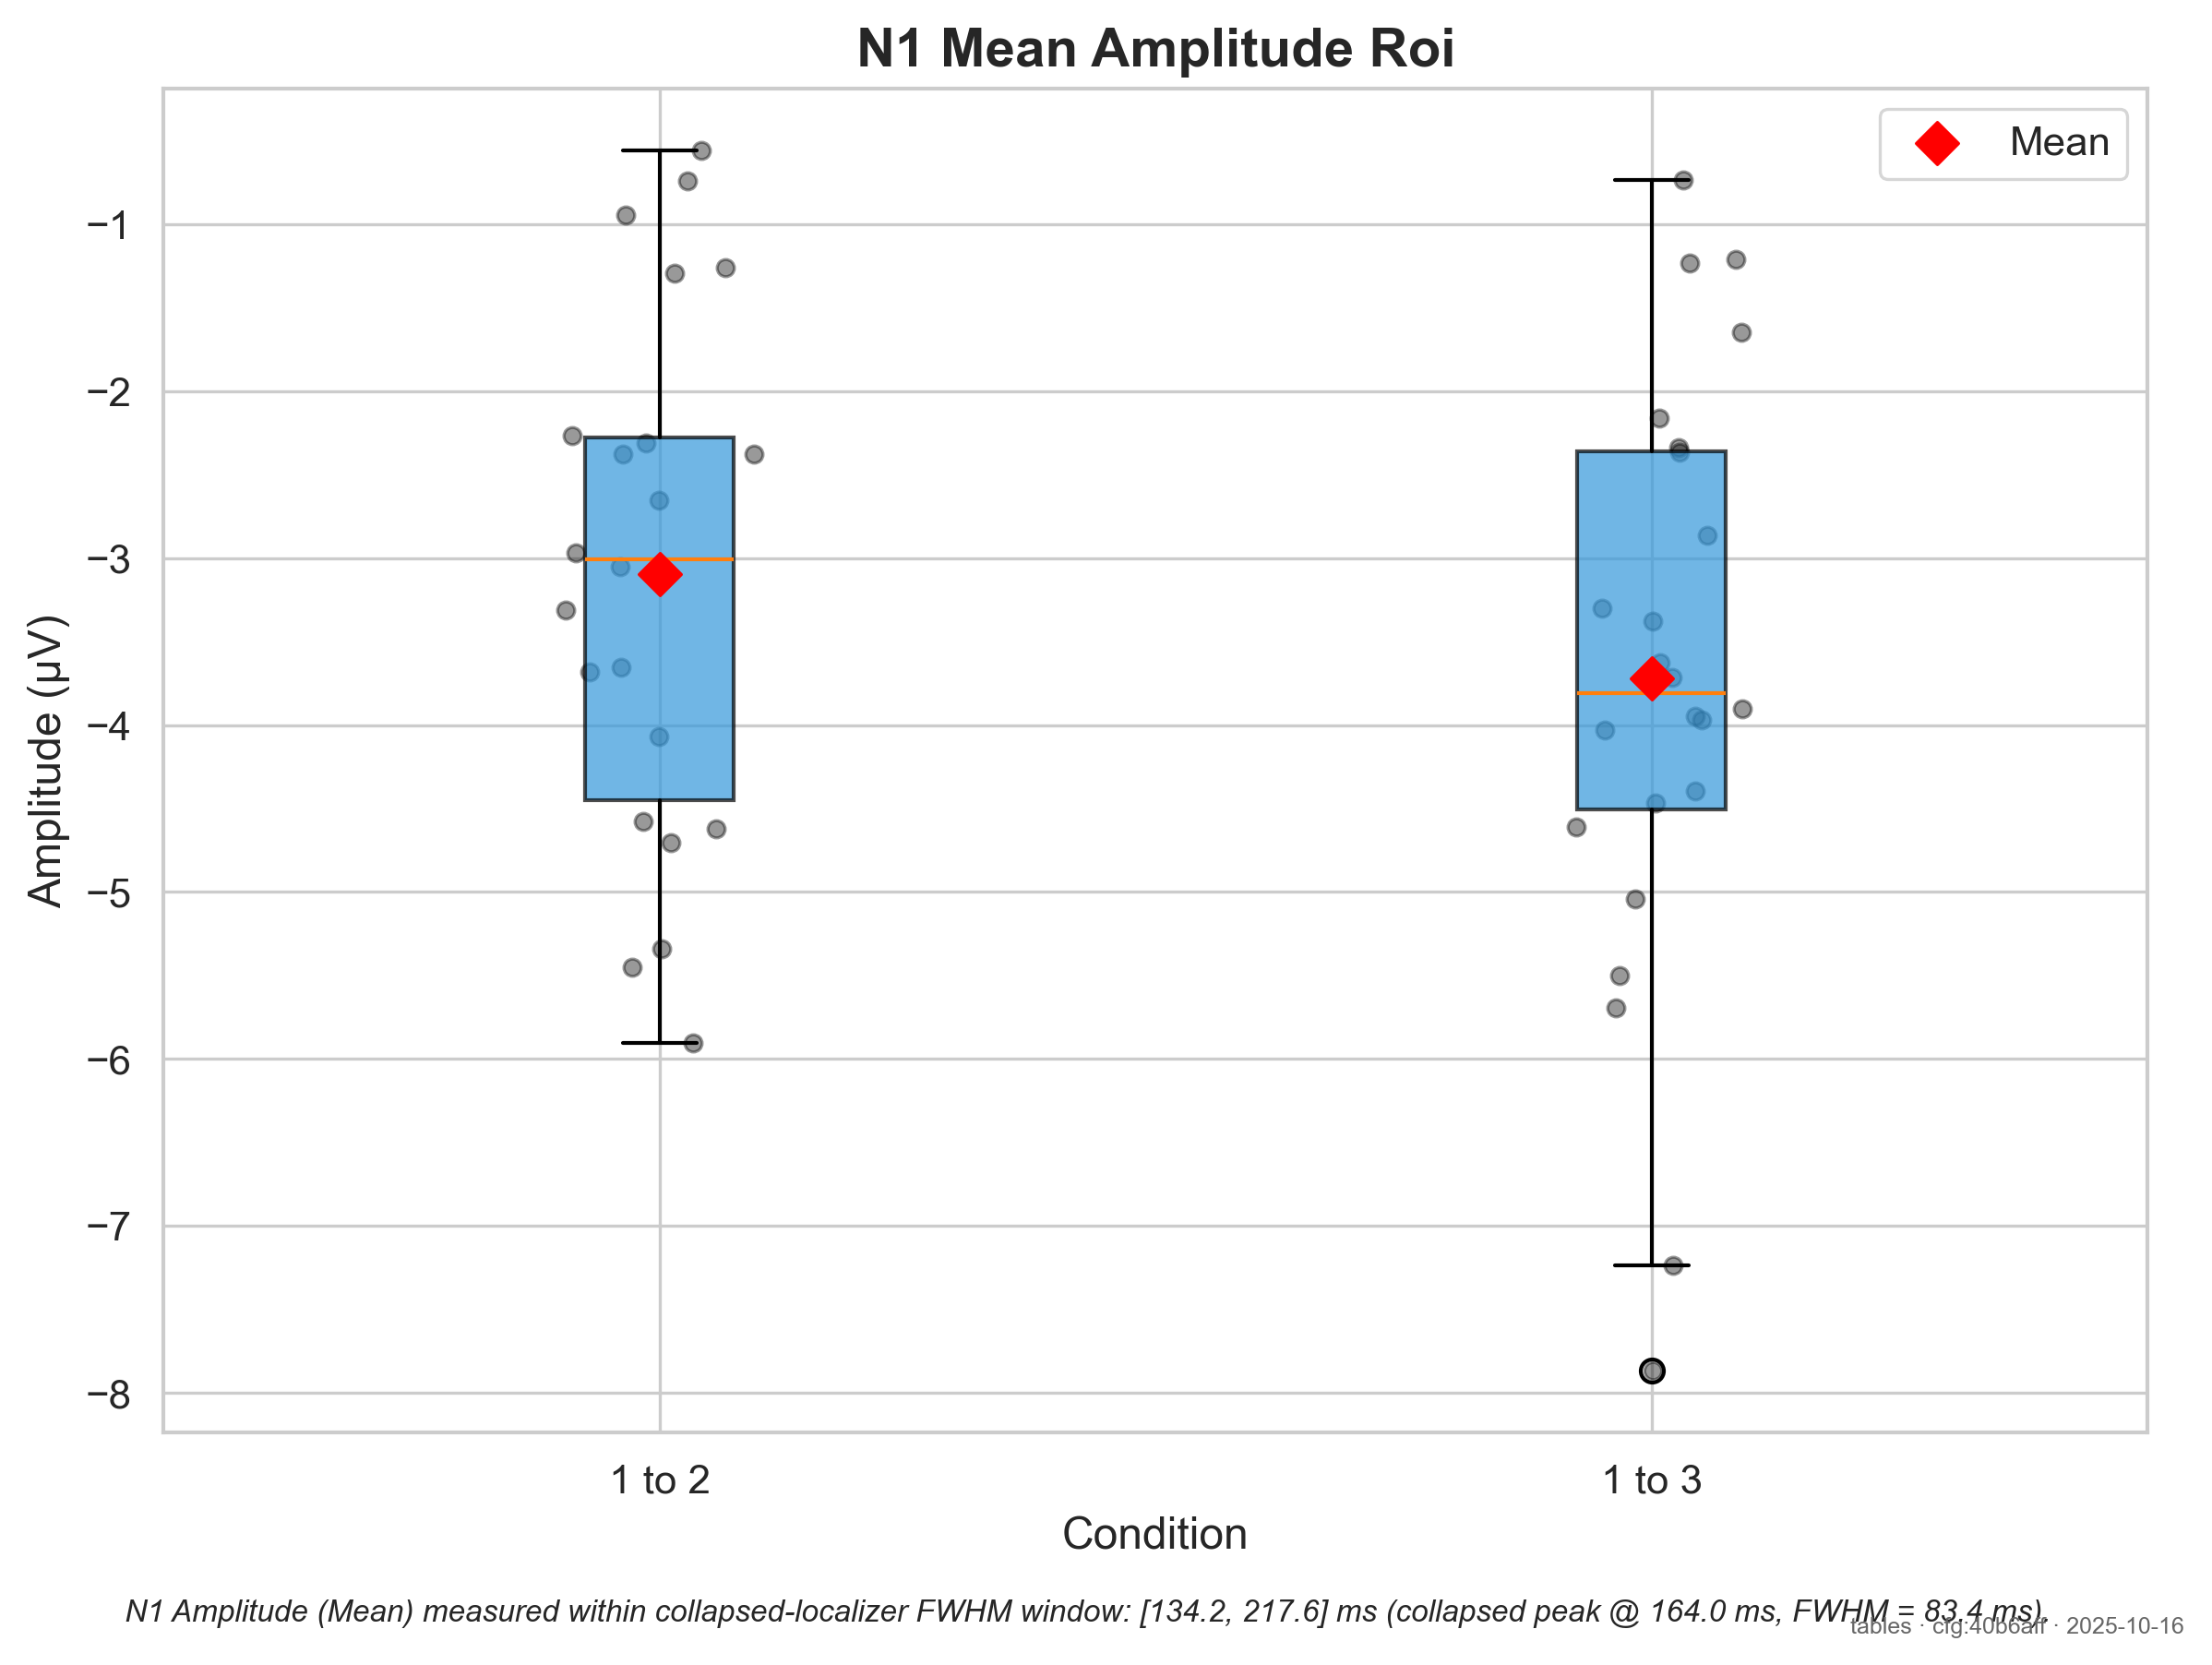 N1 Mean Amplitude Roi
Mean
−1
−2
−3
−4
−5
−6
−7
−8
Amplitude (μV)
1 to 2
1 to 3
Condition
N1 Amplitude (Mean) measured within collapsed-localizer FWHM window: [134.2, 217.6] ms (collapsed peak @ 164.0 ms, FWHM = 83.4 ms).
tables · cfg:40b6aff · 2025-10-16